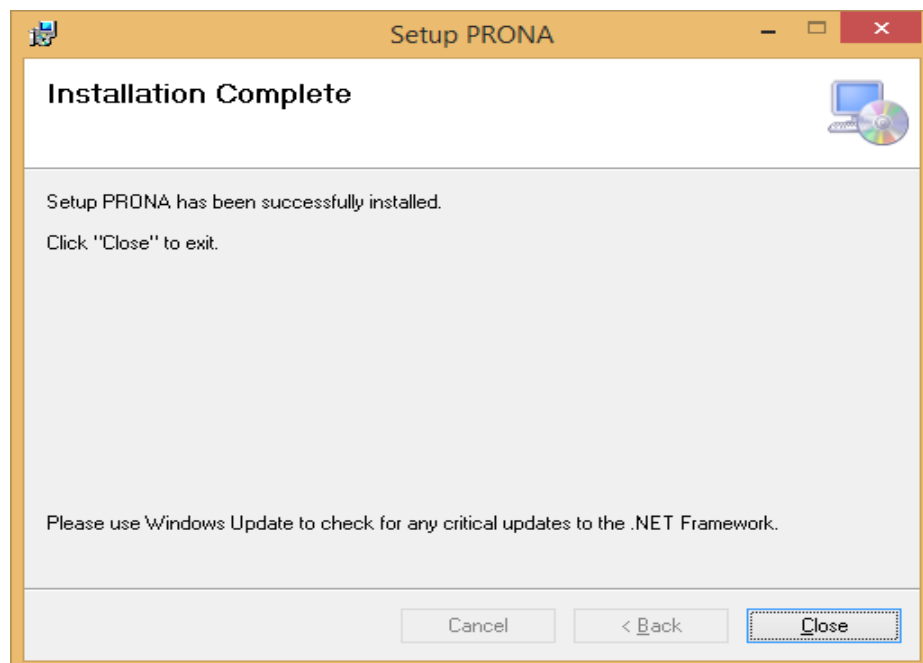 Setup PRONA
Installation Complete
Setup PRONA has been successfully installed.
Click "Close" to exit.
Please use Windows Update to check for any critical updates to the .NET Framework.
Cancel
< Back
Close